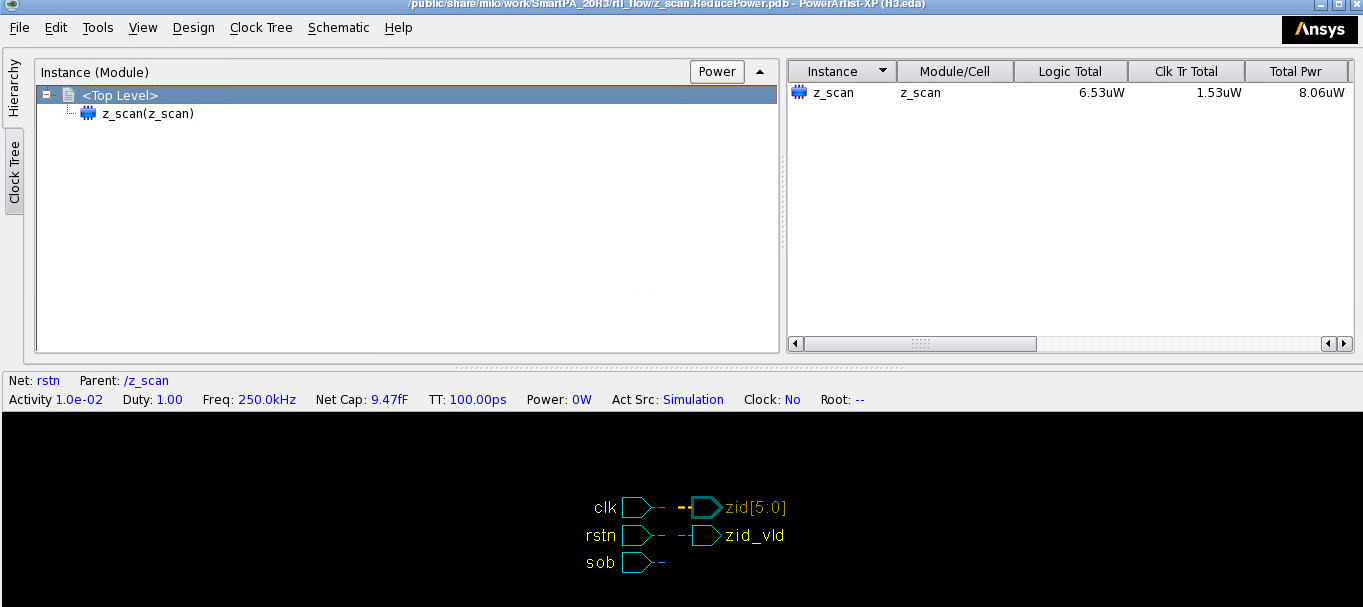 /public/share/milo/work/SmartPA_20R3/rtl_flow/z_scan.ReducePower.pdb - PowerArtist-XP (H3.eda)
File Edit Tools View Design Clock Tree Schematic Help
Ansys
Hierarchy
Clock Tree
Instance (Module) Power
<Top Level>
z_scan(z_scan)
Instance Module/Cell Logic Total Clk Tr Total Total Pwr
z_scan z_scan 6.53uW 1.53uW 8.06uW
Net: rstn Parent: /z_scan
Activity 1.0e-02 Duty: 1.00 Freq: 250.0kHz Net Cap: 9.47fF TT: 100.00ps Power: 0W Act Src: Simulation Clock: No Root: --
clk zid[5:0]
rstn zid_vld
sob